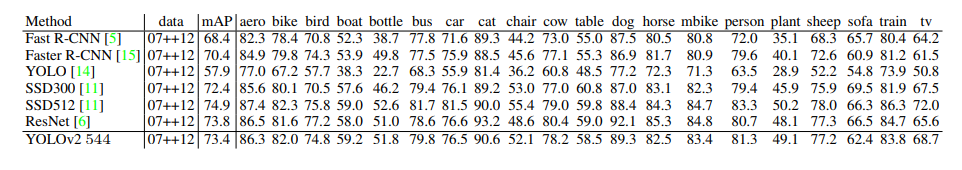 Method data mAP aero bike bird boat bottle bus car cat chair cow table dog horse mbike person plant sheep sofa train tv
Fast R-CNN [5] 07++12 68.4 82.3 78.4 70.8 52.3 38.7 77.8 71.6 89.3 44.2 73.0 55.0 87.5 80.5 80.8 72.0 35.1 68.3 65.7 80.4 64.2
Faster R-CNN [15] 07++12 70.4 84.9 79.8 74.3 53.9 49.8 77.5 75.9 88.5 45.6 77.1 55.3 86.9 81.7 80.9 79.6 40.1 72.6 60.9 81.2 61.5
YOLO [14] 07++12 57.9 77.0 67.2 57.7 38.3 22.7 68.3 55.9 81.4 36.2 60.8 48.5 77.2 72.3 71.3 63.5 28.9 52.2 54.8 73.9 50.8
SSD300 [11] 07++12 72.4 85.6 80.1 70.5 57.6 46.2 79.4 76.1 89.2 53.0 77.0 60.8 87.0 83.1 82.3 79.4 45.9 75.9 69.5 81.9 67.5
SSD512 [11] 07++12 74.9 87.4 82.3 75.8 59.0 52.6 81.7 81.5 90.0 55.4 79.0 59.8 88.4 84.3 84.7 83.3 50.2 78.0 66.3 86.3 72.0
ResNet [6] 07++12 73.8 86.5 81.6 77.2 58.0 51.0 78.6 76.6 93.2 48.6 80.4 59.0 92.1 85.3 84.8 80.7 48.1 77.3 66.5 84.7 65.6
YOLOv2 544 07++12 73.4 86.3 82.0 74.8 59.2 51.8 79.8 76.5 90.6 52.1 78.2 58.5 89.3 82.5 83.4 81.3 49.1 77.2 62.4 83.8 68.7